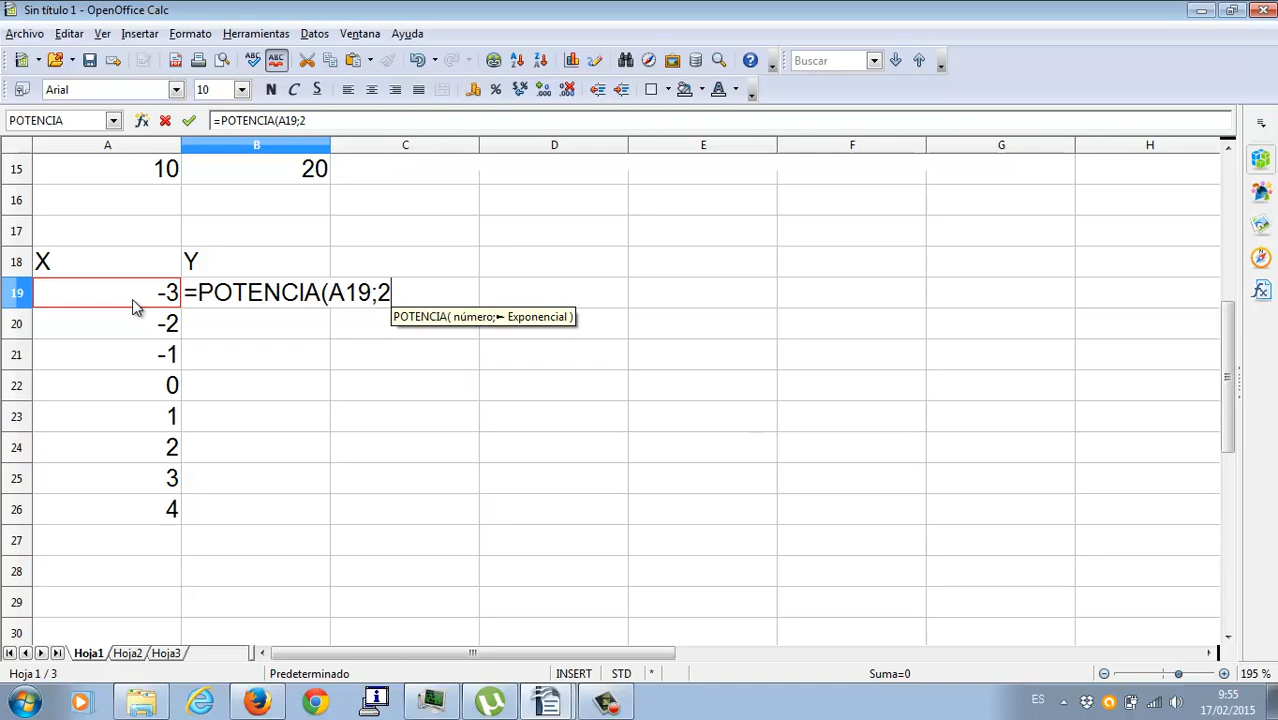 Sin título 1 - OpenOffice Calc
Archivo Editar Ver Insertar Formato Herramientas Datos Ventana Ayuda
Buscar
Arial 10 N C S
POTENCIA =POTENCIA(A19;2
A B C D E F G H
15 10 20
16
17
18 X Y
19 -3 =POTENCIA(A19;2
POTENCIA( número; Exponencial )
20 -2
21 -1
22 0
23 1
24 2
25 3
26 4
27
28
29
30
Hoja1 Hoja2 Hoja3
Hoja 1 / 3 Predeterminado INSERT STD * Suma=0 195 %
ES 9:55
17/02/2015